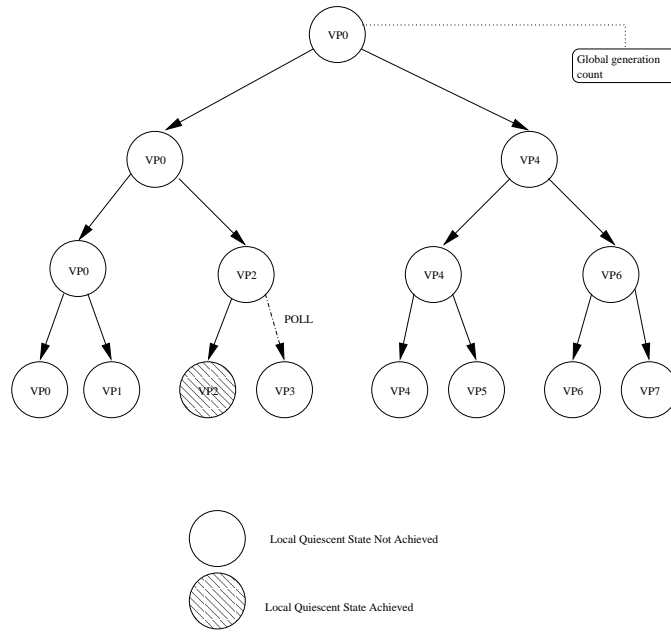 VP0
Global generation
count
VP0
VP4
VP0
VP2
VP4
VP6
POLL
VP0
VP1
VP2
VP3
VP4
VP5
VP6
VP7
Local Quiescent State Not Achieved
Local Quiescent State Achieved